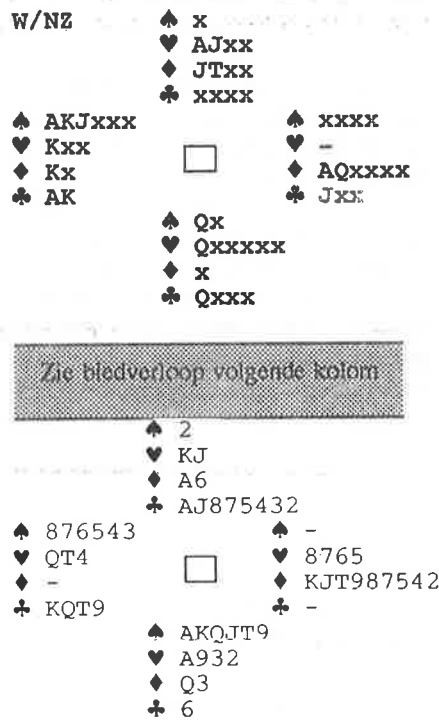 W/NZ ♠ x
♥ AJxx
♦ JTxx
♣ xxxx
♠ AKJxxx ♠ xxxx
♥ Kxx ♥ -
♦ Kx ♦ AQxxxx
♣ AK ♣ Jxx
♠ Qx
♥ Qxxxxx
♦ x
♣ Qxxx
Zie biedverloop volgende kolom
♠ 2
♥ KJ
♦ A6
♣ AJ875432
♠ 876543 ♠ -
♥ QT4 ♥ 8765
♦ - ♦ KJT987542
♣ KQT9 ♣ -
♠ AKQJT9
♥ A932
♦ Q3
♣ 6